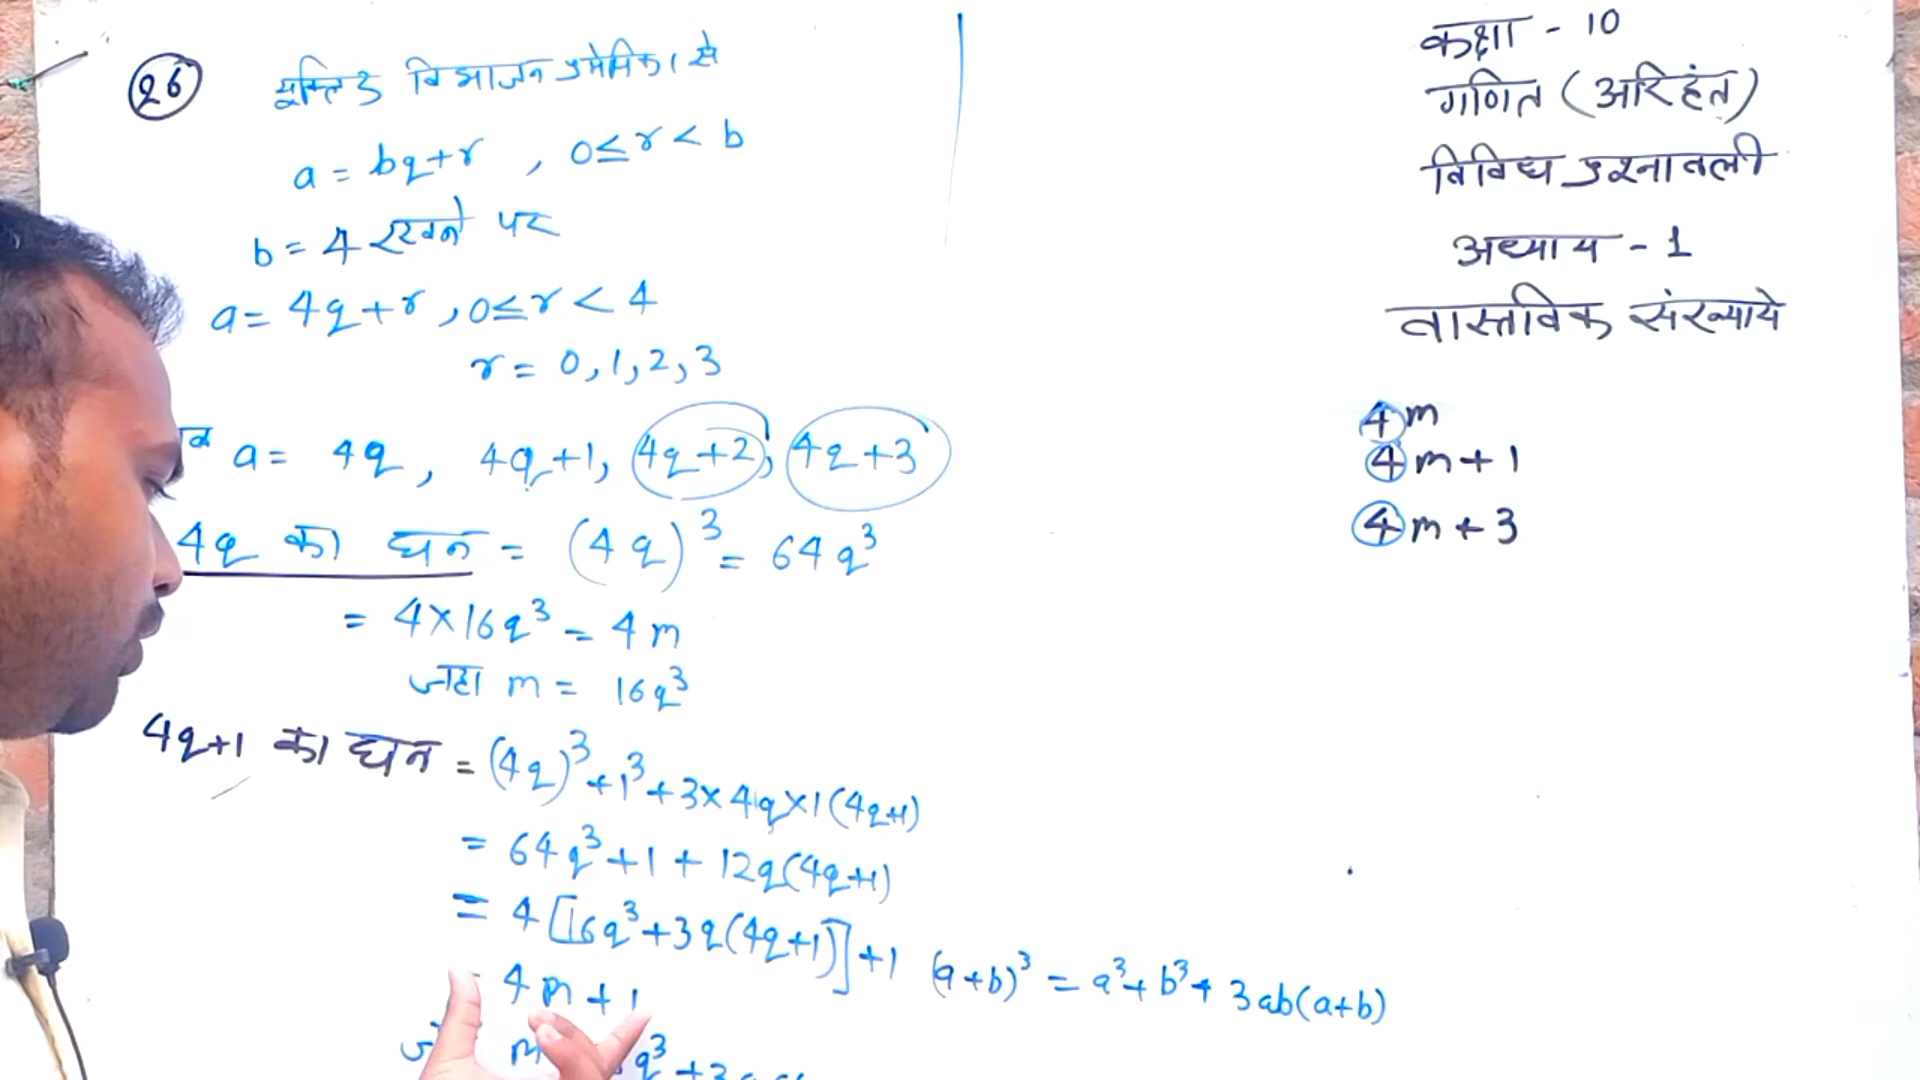 26 यूक्लिड विभाजन प्रमेयिका से
a = bq+r , 0≤r < b
b = 4 रखने पर
a = 4q+r , 0≤r < 4
r = 0, 1, 2, 3
a = 4q, 4q+1, 4q+2, 4q+3
4q का घन = (4q)³ = 64q³
= 4×16q³ = 4m
जहा m = 16q³
4q+1 का घन = (4q)³+1³+3×4q×1(4q+1)
= 64q³+1+12q(4q+1)
= 4[16q³+3q(4q+1)]+1
= 4m+1
(a+b)³ = a³+b³+3ab(a+b)
कक्षा - 10
गणित (अरिहंत)
विविध प्रश्नावली
अध्याय - 1
वास्तविक संख्याये
4m
4m+1
4m+3